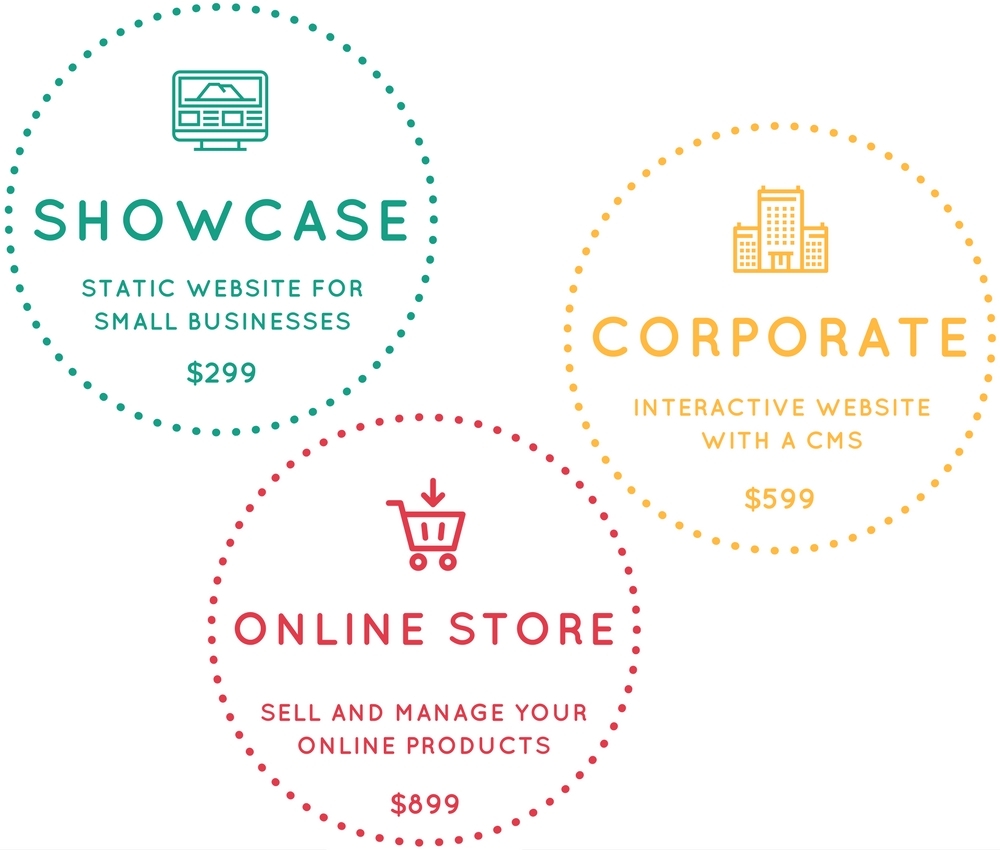 SHOWCASE
STATIC WEBSITE FOR
SMALL BUSINESSES
$299
CORPORATE
INTERACTIVE WEBSITE
WITH A CMS
$599
ONLINE STORE
SELL AND MANAGE YOUR
ONLINE PRODUCTS
$899